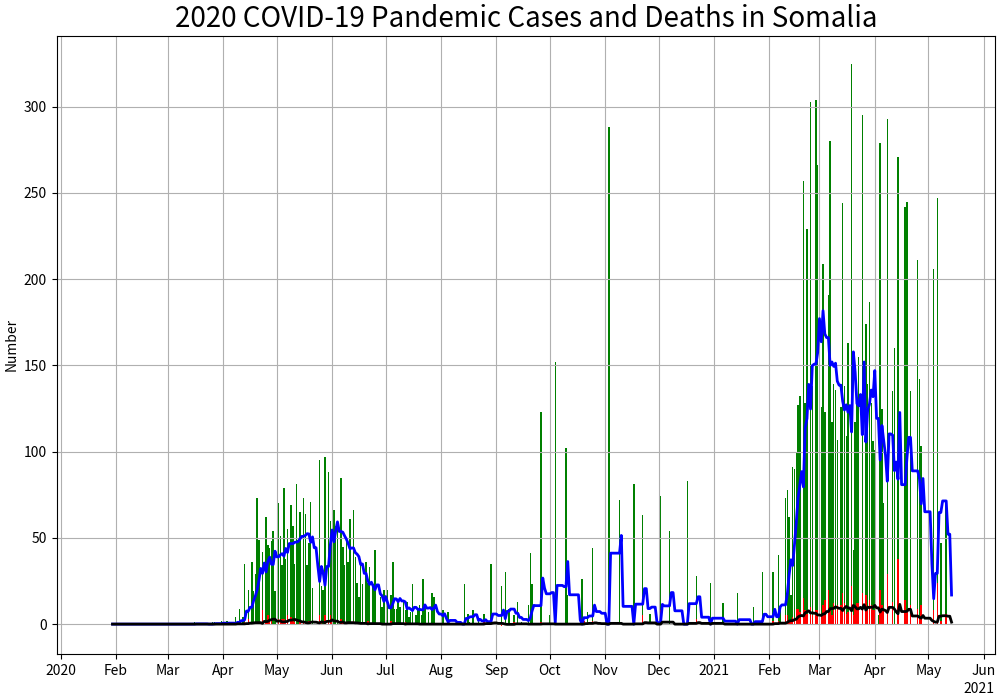 2020 COVID-19 Pandemic Cases and Deaths in Somalia
Number
300
250
200
150
100
50
0
2020 Feb Mar Apr May Jun Jul Aug Sep Oct Nov Dec 2021 Feb Mar Apr May Jun
2021